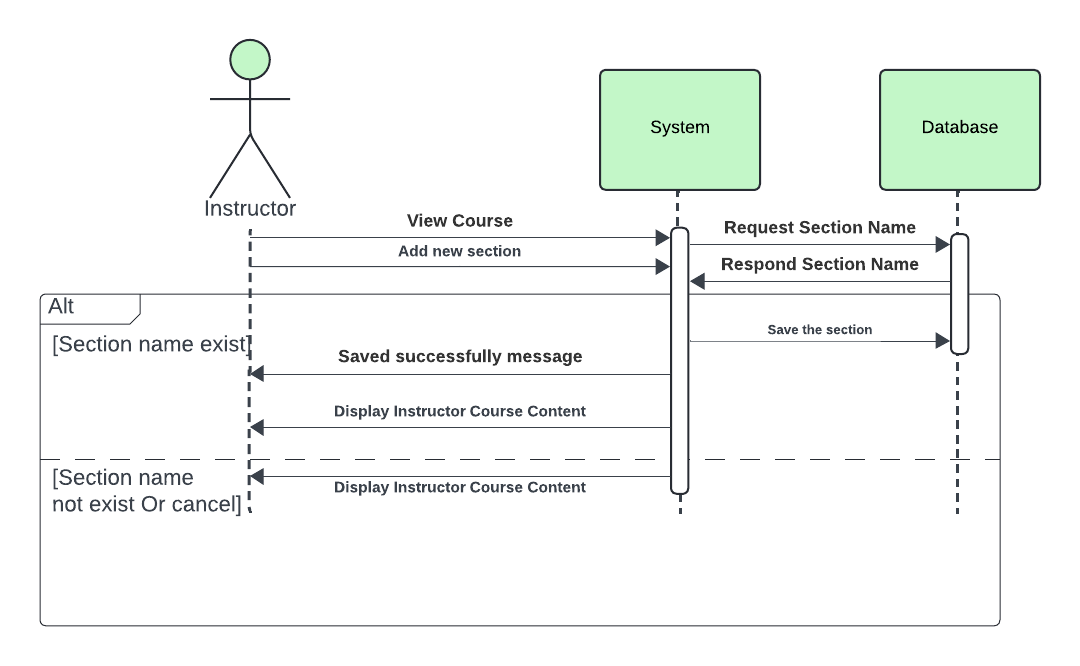 System
Database
Instructor
View Course
Request Section Name
Add new section
Respond Section Name
Alt
Save the section
[Section name exist]
Saved successfully message
Display Instructor Course Content
[Section name
not exist Or cancel]
Display Instructor Course Content